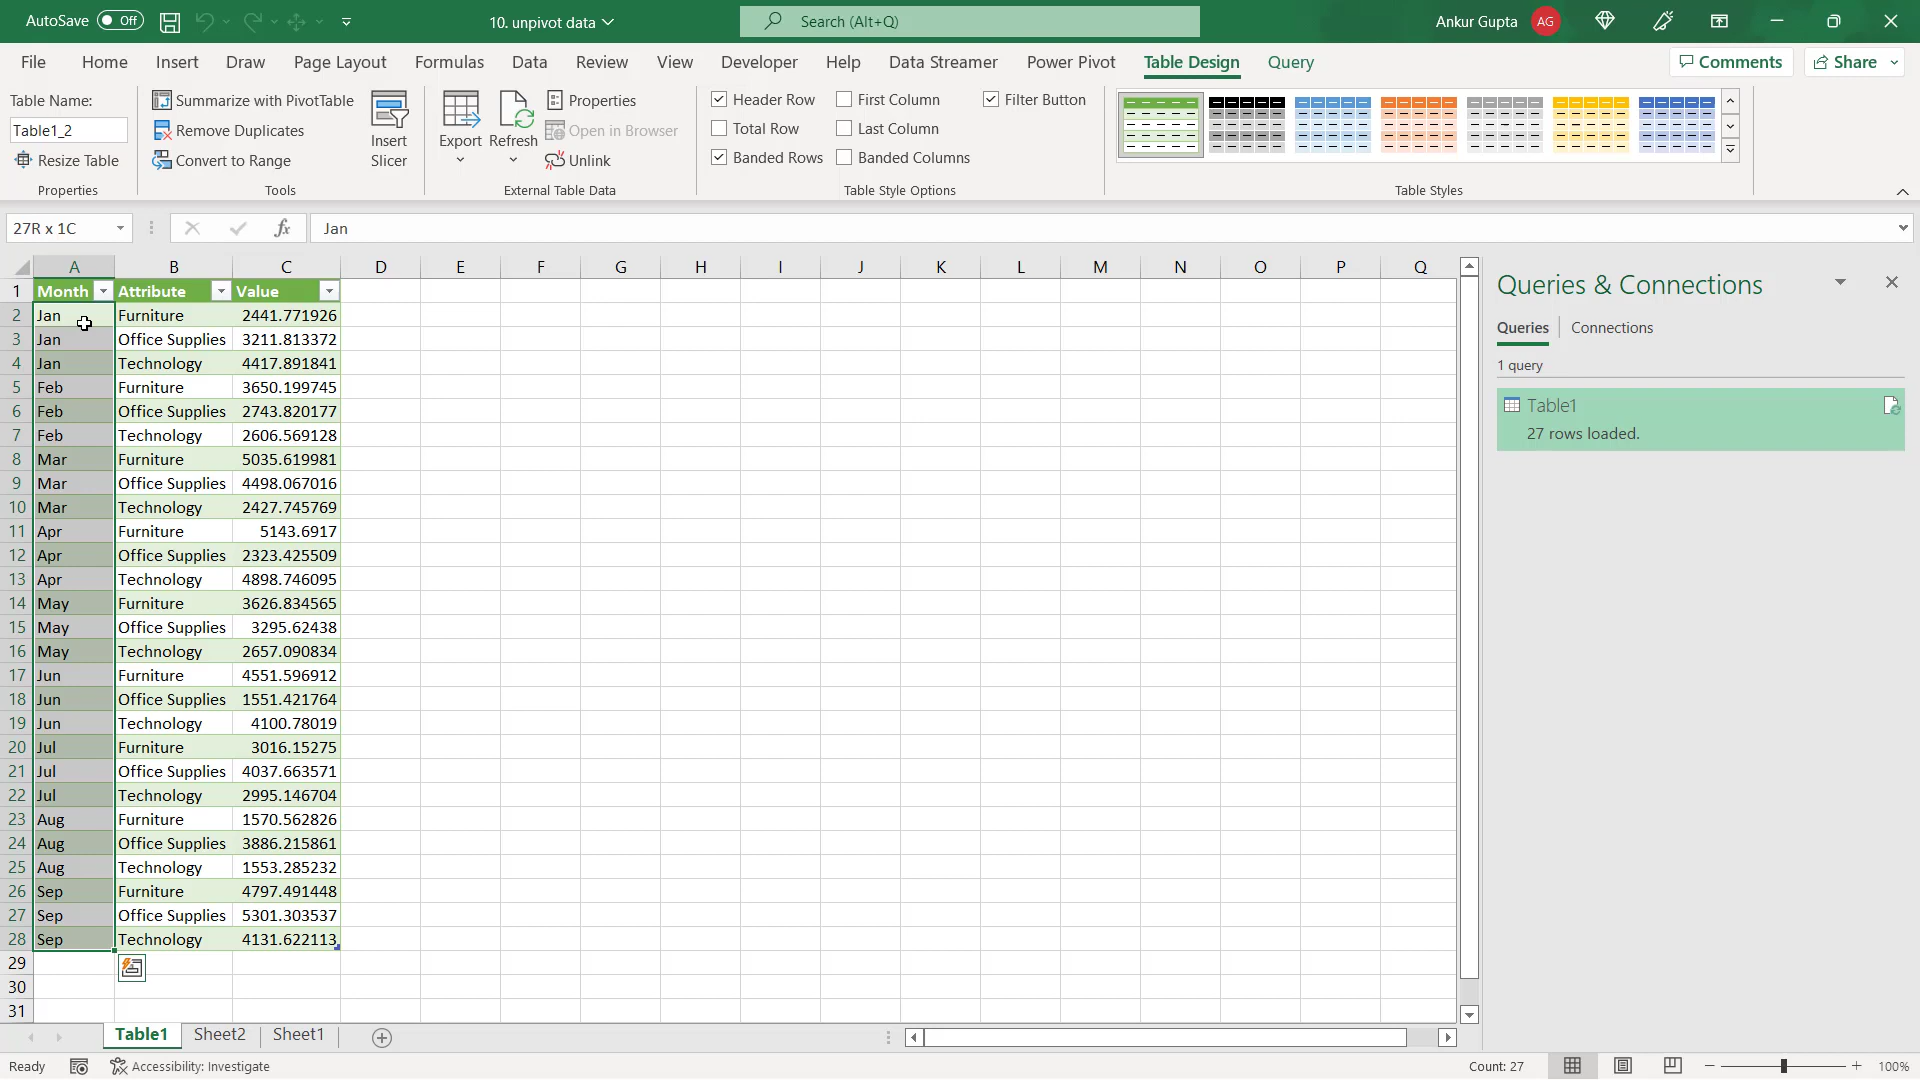 AutoSave Off 10. unpivot data Search (Alt+Q) Ankur Gupta AG
File Home Insert Draw Page Layout Formulas Data Review View Developer Help Data Streamer Power Pivot Table Design Query Comments Share
Table Name:
Table1_2
Resize Table
Properties
Summarize with PivotTable
Remove Duplicates
Convert to Range
Insert
Slicer
Tools
Export
Refresh
Properties
Open in Browser
Unlink
External Table Data
Header Row First Column Filter Button
Total Row Last Column
Banded Rows Banded Columns
Table Style Options
Table Styles
27R x 1C fx Jan
A B C D E F G H I J K L M N O P Q
1 Month Attribute Value
2 Jan Furniture 2441.771926
3 Jan Office Supplies 3211.813372
4 Jan Technology 4417.891841
5 Feb Furniture 3650.199745
6 Feb Office Supplies 2743.820177
7 Feb Technology 2606.569128
8 Mar Furniture 5035.619981
9 Mar Office Supplies 4498.067016
10 Mar Technology 2427.745769
11 Apr Furniture 5143.6917
12 Apr Office Supplies 2323.425509
13 Apr Technology 4898.746095
14 May Furniture 3626.834565
15 May Office Supplies 3295.62438
16 May Technology 2657.090834
17 Jun Furniture 4551.596912
18 Jun Office Supplies 1551.421764
19 Jun Technology 4100.78019
20 Jul Furniture 3016.15275
21 Jul Office Supplies 4037.663571
22 Jul Technology 2995.146704
23 Aug Furniture 1570.562826
24 Aug Office Supplies 3886.215861
25 Aug Technology 1553.285232
26 Sep Furniture 4797.491448
27 Sep Office Supplies 5301.303537
28 Sep Technology 4131.622113
29
30
31
Queries & Connections
Queries Connections
1 query
Table1
27 rows loaded.
Table1 Sheet2 Sheet1
Ready Accessibility: Investigate Count: 27 100%